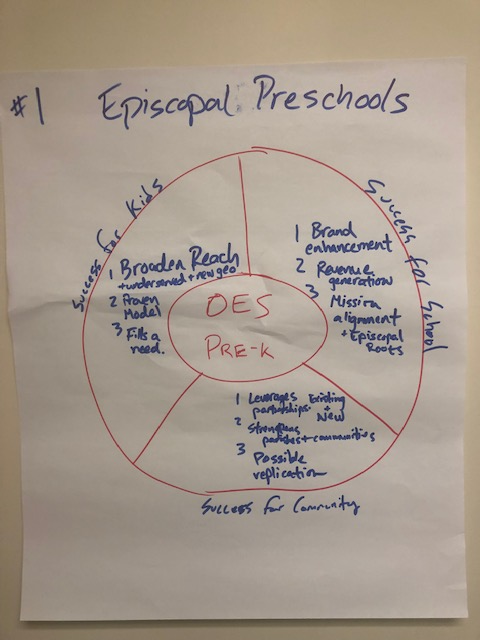 #1 Episcopal Preschools
Success for Kids
1 Broaden Reach
+underserved + new geo
2 Proven
Model
3 Fills a
need.
Success for School
1 Brand
enhancement
2 Revenue
generation
3 Mission
alignment
+ Episcopal
Roots
OES
PRE-K
1 Leverages Existing
partnerships + New
2 Strengthens
parishes + communities
3 Possible
replication
Success for Community